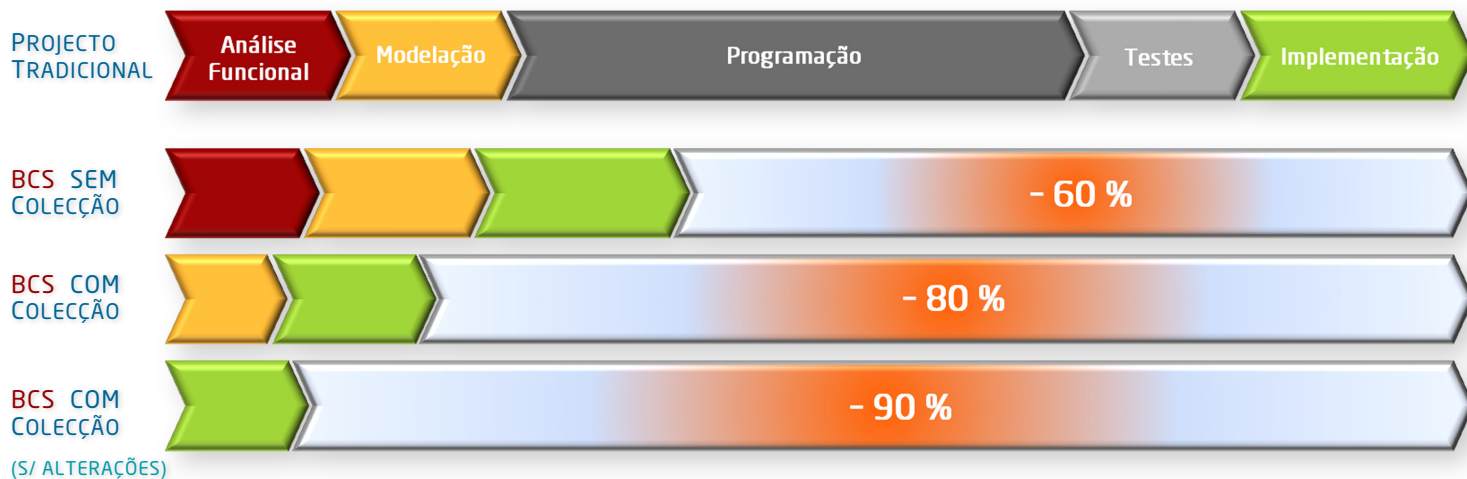 PROJECTO
TRADICIONAL
Análise
Funcional
Modelação
Programação
Testes
Implementação
BCS SEM
COLECÇÃO
- 60 %
BCS COM
COLECÇÃO
- 80 %
BCS COM
COLECÇÃO
(S/ ALTERAÇÕES)
- 90 %